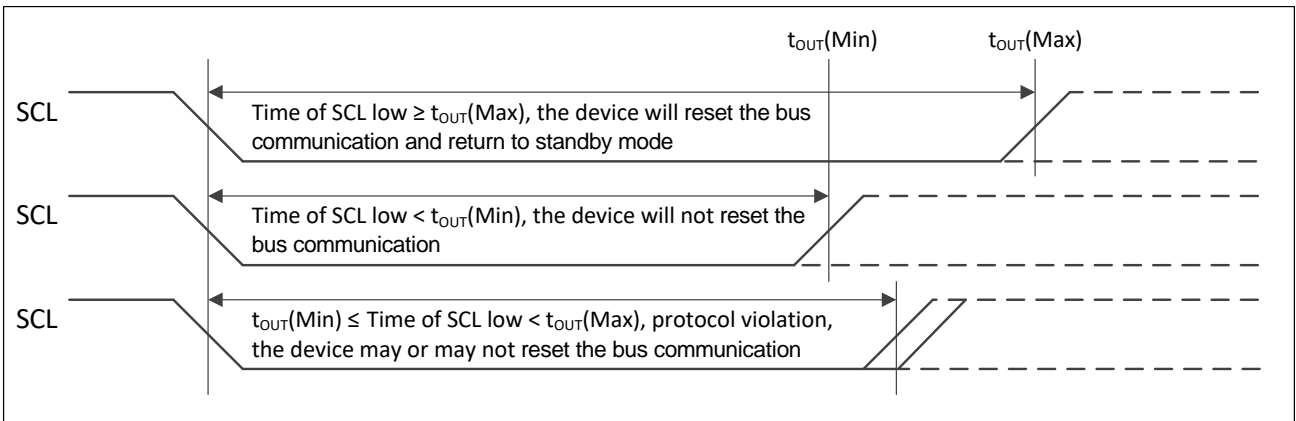 tOUT(Min) tOUT(Max)
SCL
Time of SCL low ≥ tOUT(Max), the device will reset the bus
communication and return to standby mode
SCL
Time of SCL low < tOUT(Min), the device will not reset the
bus communication
SCL
tOUT(Min) ≤ Time of SCL low < tOUT(Max), protocol violation,
the device may or may not reset the bus communication